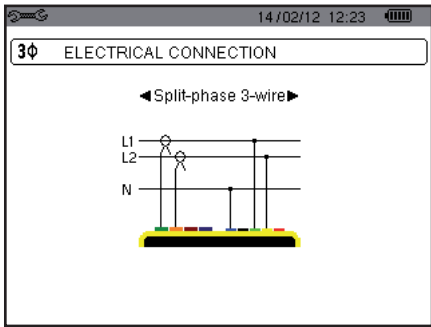 14/02/12 12:23
3ϕ ELECTRICAL CONNECTION
◄Split-phase 3-wire►
L1
L2
N